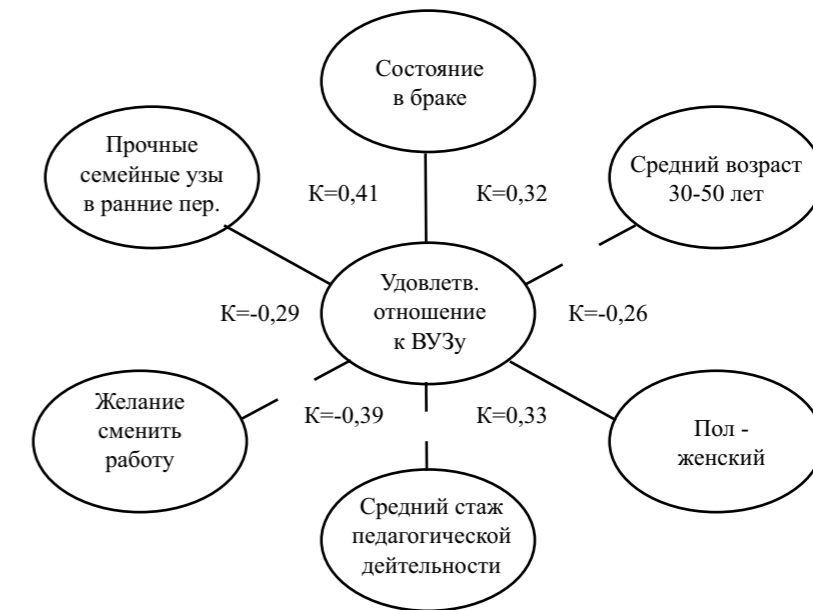 Состояние
в браке
Прочные
семейные узы
в ранние пер.
Средний возраст
30-50 лет
К=0,41
К=0,32
Удовлетв.
отношение
к ВУЗу
К=-0,29
К=-0,26
Желание
сменить
работу
К=-0,39
К=0,33
Пол -
женский
Средний стаж
педагогической
дейтельности